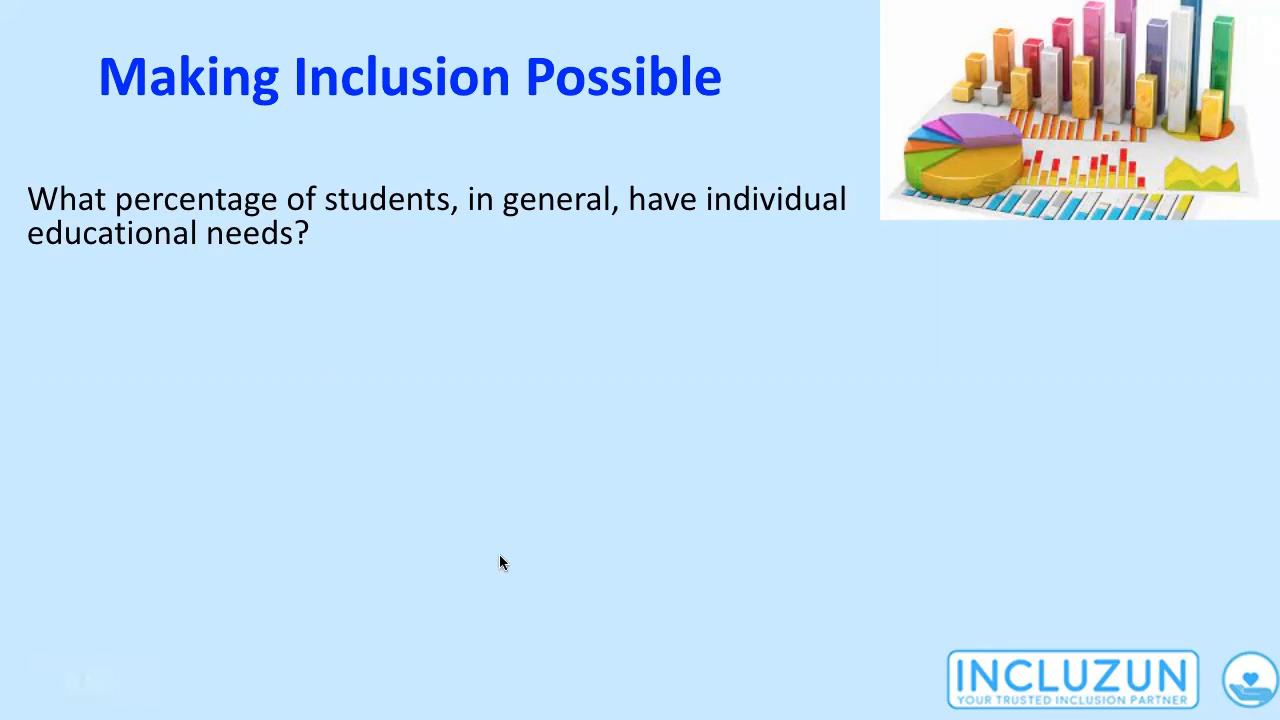 Making Inclusion Possible
What percentage of students, in general, have individual
educational needs?
INCLUZUN
YOUR TRUSTED INCLUSION PARTNER